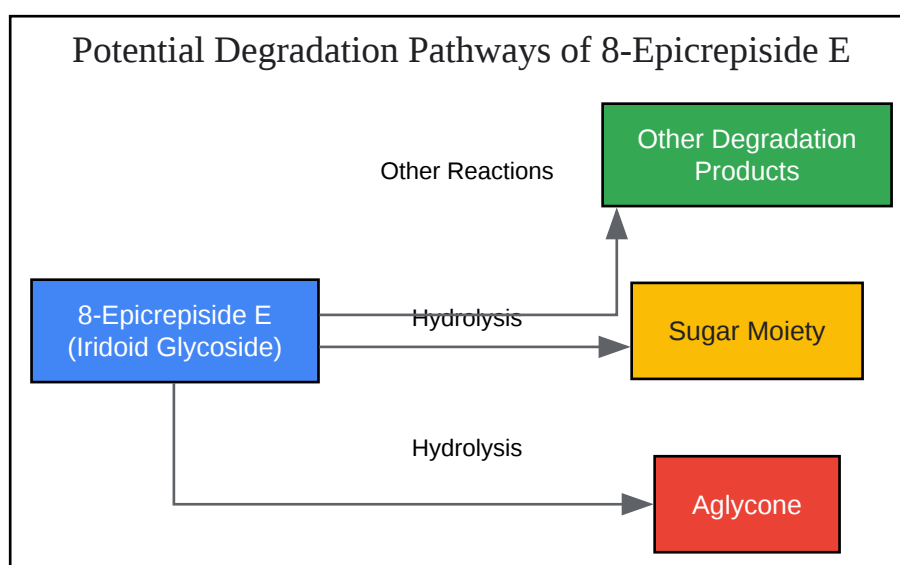 Potential Degradation Pathways of 8-Epicrepiside E
Other Degradation
Products
Other Reactions
8-Epicrepiside E
(Iridoid Glycoside)
Hydrolysis
Sugar Moiety
Hydrolysis
Aglycone